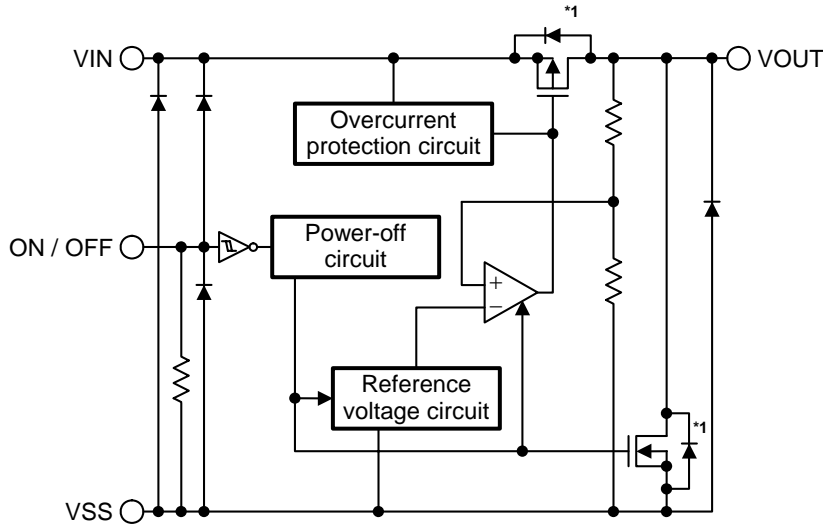 *1
VIN
VOUT
Overcurrent
protection circuit
ON / OFF
Power-off
circuit
+
−
Reference
voltage circuit
*1
VSS